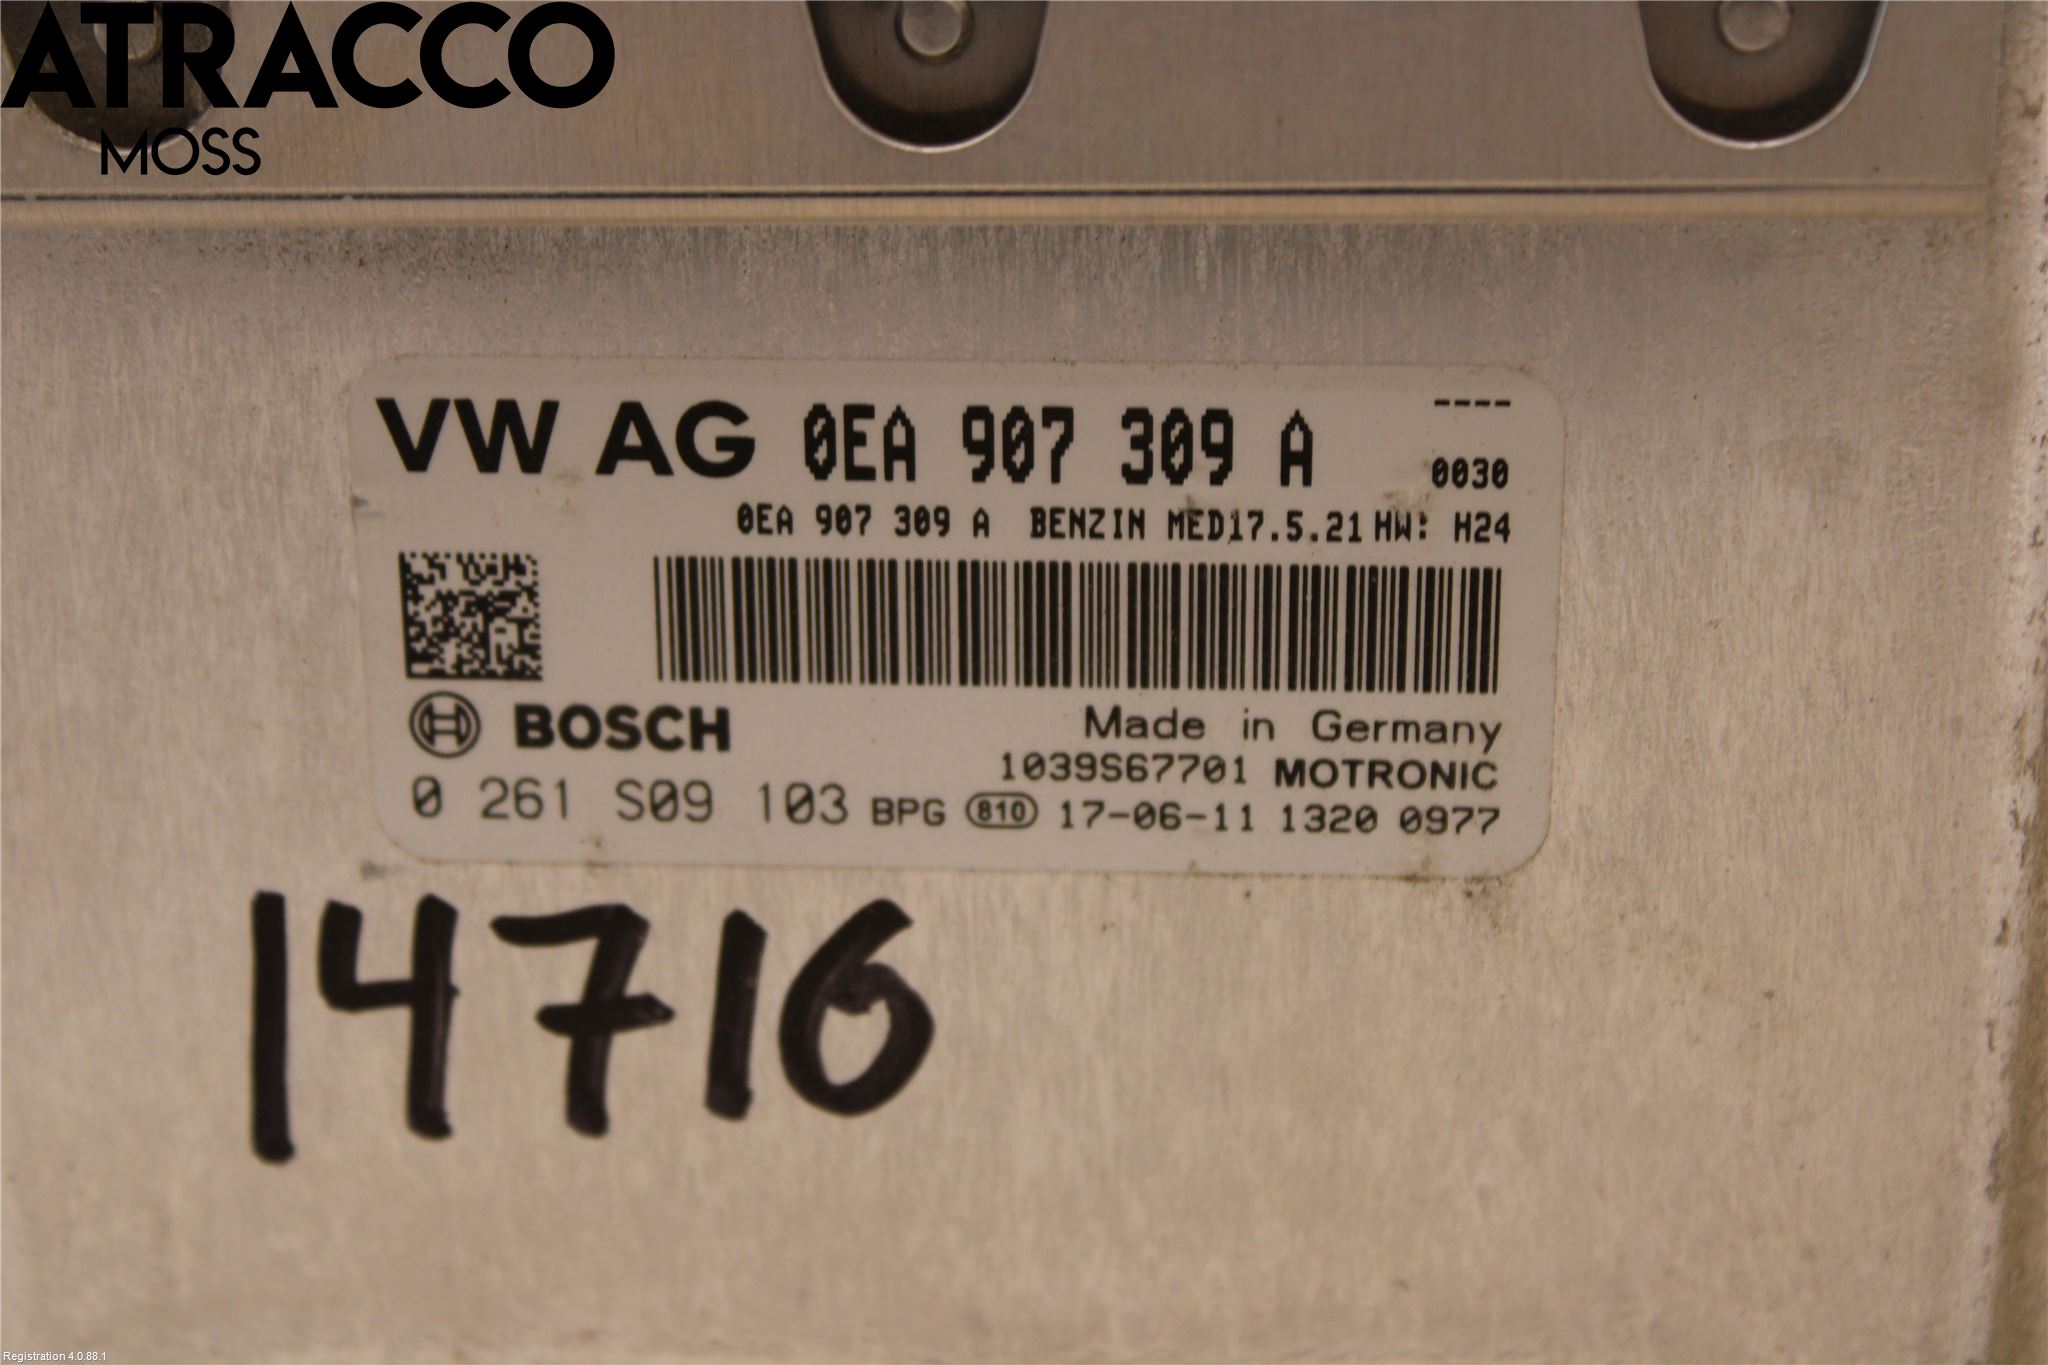 ATRACCO
MOSS
VW AG 0EA 907 309 A ----
0030
0EA 907 309 A BENZIN MED17.5.21 HW: H24
BOSCH
Made in Germany
1039S67701 MOTRONIC
0 261 S09 103 BPG 810 17-06-11 1320 0977
14716
Registration 4.0.88.1